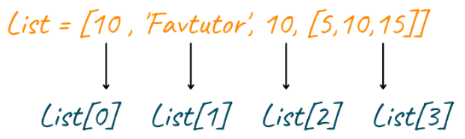 List = [10 , 'Favtutor', 10, [5,10,15]]
List[0] List[1] List[2] List[3]